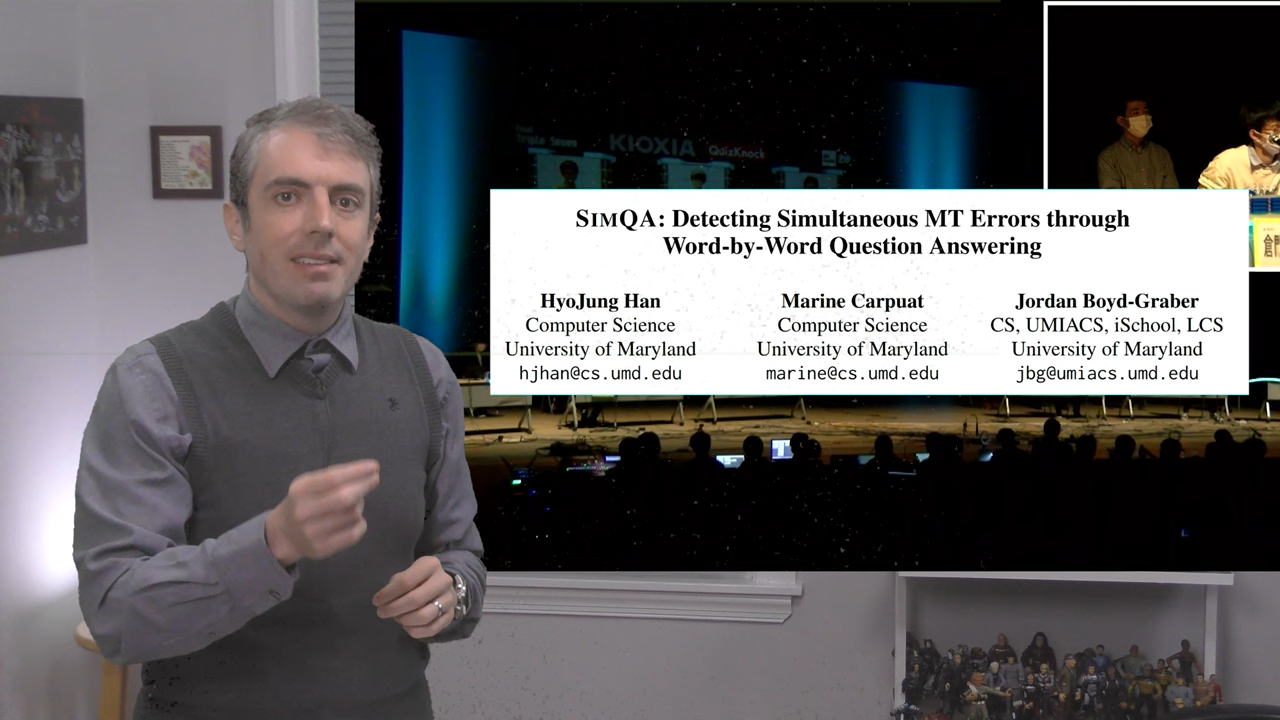 KIOXIA
QuizKnock
SIMQA: Detecting Simultaneous MT Errors through
Word-by-Word Question Answering
HyoJung Han
Computer Science
University of Maryland
hjhan@cs.umd.edu
Marine Carpuat
Computer Science
University of Maryland
marine@cs.umd.edu
Jordan Boyd-Graber
CS, UMIACS, iSchool, LCS
University of Maryland
jbg@umiacs.umd.edu